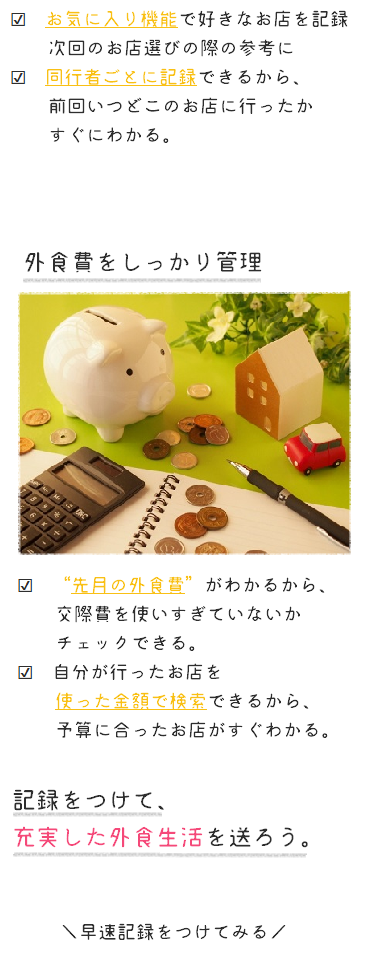 ☑ お気に入り機能で好きなお店を記録
次回のお店選びの際の参考に
☑ 同行者ごとに記録できるから、
前回いつどこのお店に行ったか
すぐにわかる。
外食費をしっかり管理
☑ “先月の外食費”がわかるから、
交際費を使いすぎていないか
チェックできる。
☑ 自分が行ったお店を
使った金額で検索できるから、
予算に合ったお店がすぐわかる。
記録をつけて、
充実した外食生活を送ろう。
＼早速記録をつけてみる／